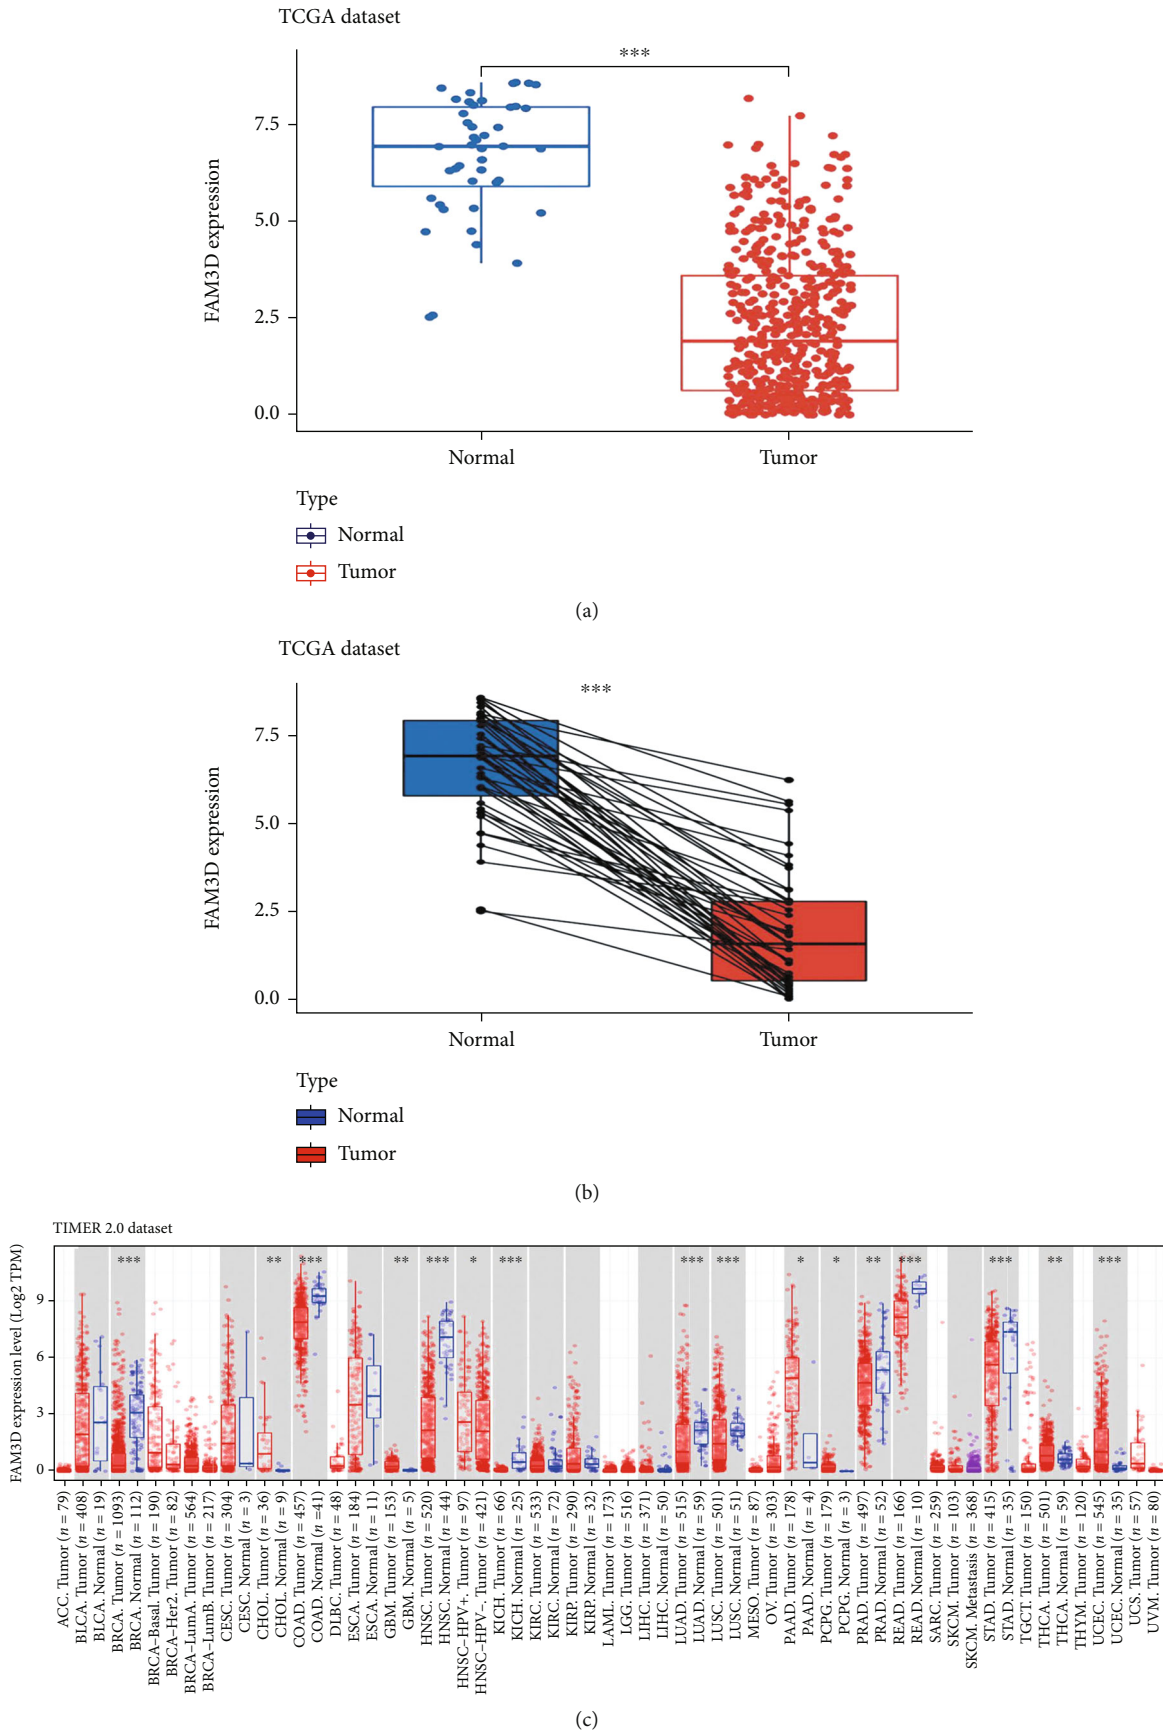 TCGA dataset
***
FAM3D expression
7.5
5.0
2.5
0.0
Normal
Tumor
Type
Normal
Tumor
(a)
TCGA dataset
***
FAM3D expression
7.5
5.0
2.5
0.0
Normal
Tumor
Type
Normal
Tumor
(b)
TIMER 2.0 dataset
FAM3D expression level (Log2 TPM)
*** ** *** ** *** * *** *** *** * * ** *** *** ** ***
9
6
3
0
ACC. Tumor (n = 79)
BLCA. Tumor (n = 408)
BLCA. Normal (n = 19)
BRCA. Tumor (n = 1093)
BRCA. Normal (n = 112)
BRCA−Basal. Tumor (n = 190)
BRCA−Her2. Tumor (n = 82)
BRCA−LumA. Tumor (n = 564)
BRCA−LumB. Tumor (n = 217)
CESC. Tumor (n = 304)
CESC. Normal (n = 3)
CHOL. Tumor (n = 36)
CHOL. Normal (n = 9)
COAD. Tumor (n = 457)
COAD. Normal (n =41)
DLBC. Tumor (n = 48)
ESCA. Tumor (n = 184)
ESCA. Normal (n = 11)
GBM. Tumor (n = 153)
GBM. Normal (n = 5)
HNSC. Tumor (n = 520)
HNSC. Normal (n = 44)
HNSC−HPV+. Tumor (n = 97)
HNSC−HPV−. Tumor (n = 421)
KICH. Tumor (n = 66)
KICH. Normal (n = 25)
KIRC. Tumor (n = 533)
KIRC. Normal (n = 72)
KIRP. Tumor (n = 290)
KIRP. Normal (n = 32)
LAML. Tumor (n = 173)
LGG. Tumor (n = 516)
LIHC. Tumor (n = 371)
LIHC. Normal (n = 50)
LUAD. Tumor (n = 515)
LUAD. Normal (n = 59)
LUSC. Tumor (n = 501)
LUSC. Normal (n = 51)
MESO. Tumor (n = 87)
OV. Tumor (n = 303)
PAAD. Tumor (n = 178)
PAAD. Normal (n = 4)
PCPG. Tumor (n = 179)
PCPG. Normal (n = 3)
PRAD. Tumor (n = 497)
PRAD. Normal (n = 52)
READ. Tumor (n = 166)
READ. Normal (n = 10)
SARC. Tumor (n = 259)
SKCM. Tumor (n = 103)
SKCM. Metastasis (n = 368)
STAD. Tumor (n = 415)
STAD. Normal (n = 35)
TGCT. Tumor (n = 150)
THCA. Tumor (n = 501)
THCA. Normal (n = 59)
THYM. Tumor (n = 120)
UCEC. Tumor (n = 545)
UCEC. Normal (n = 35)
UCS. Tumor (n = 57)
UVM. Tumor (n = 80)
(c)